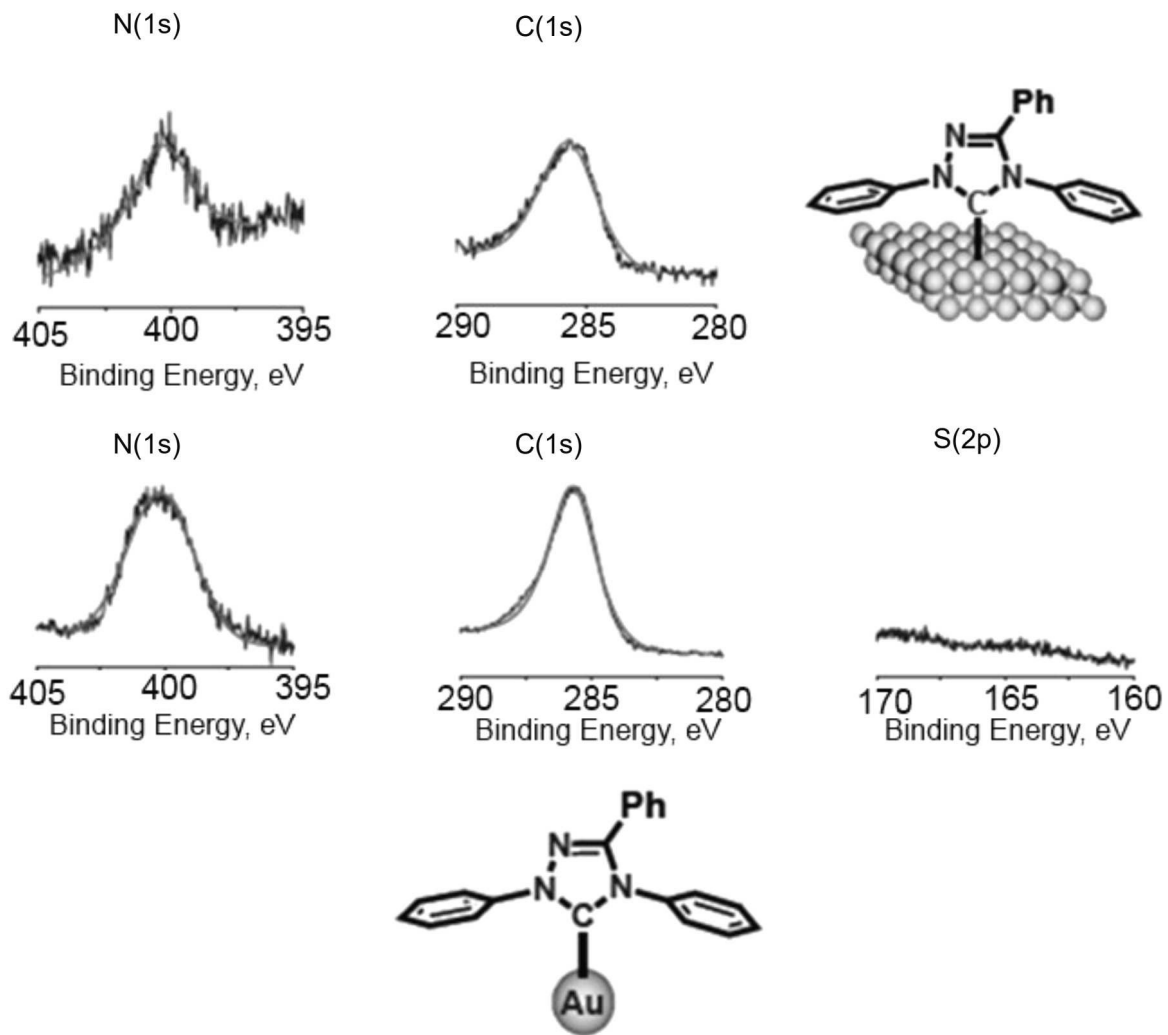 N(1s) C(1s)
Ph
N
N N
C
405 400 395 290 285 280
Binding Energy, eV Binding Energy, eV
N(1s) C(1s) S(2p)
405 400 395 290 285 280 170 165 160
Binding Energy, eV Binding Energy, eV Binding Energy, eV
Ph
N
N N
C
Au